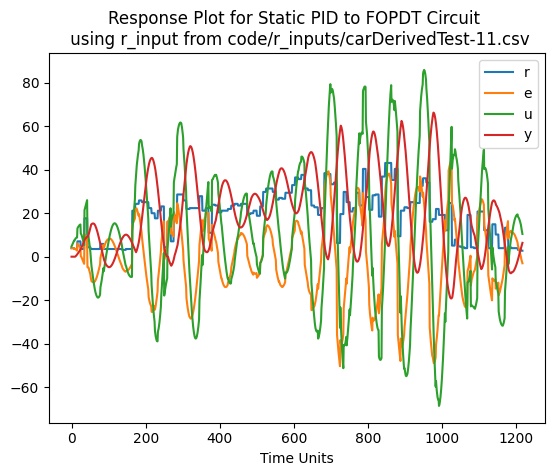 Response Plot for Static PID to FOPDT Circuit
using r_input from code/r_inputs/carDerivedTest-11.csv
r
e
u
y
80
60
40
20
0
−20
−40
−60
0 200 400 600 800 1000 1200
Time Units